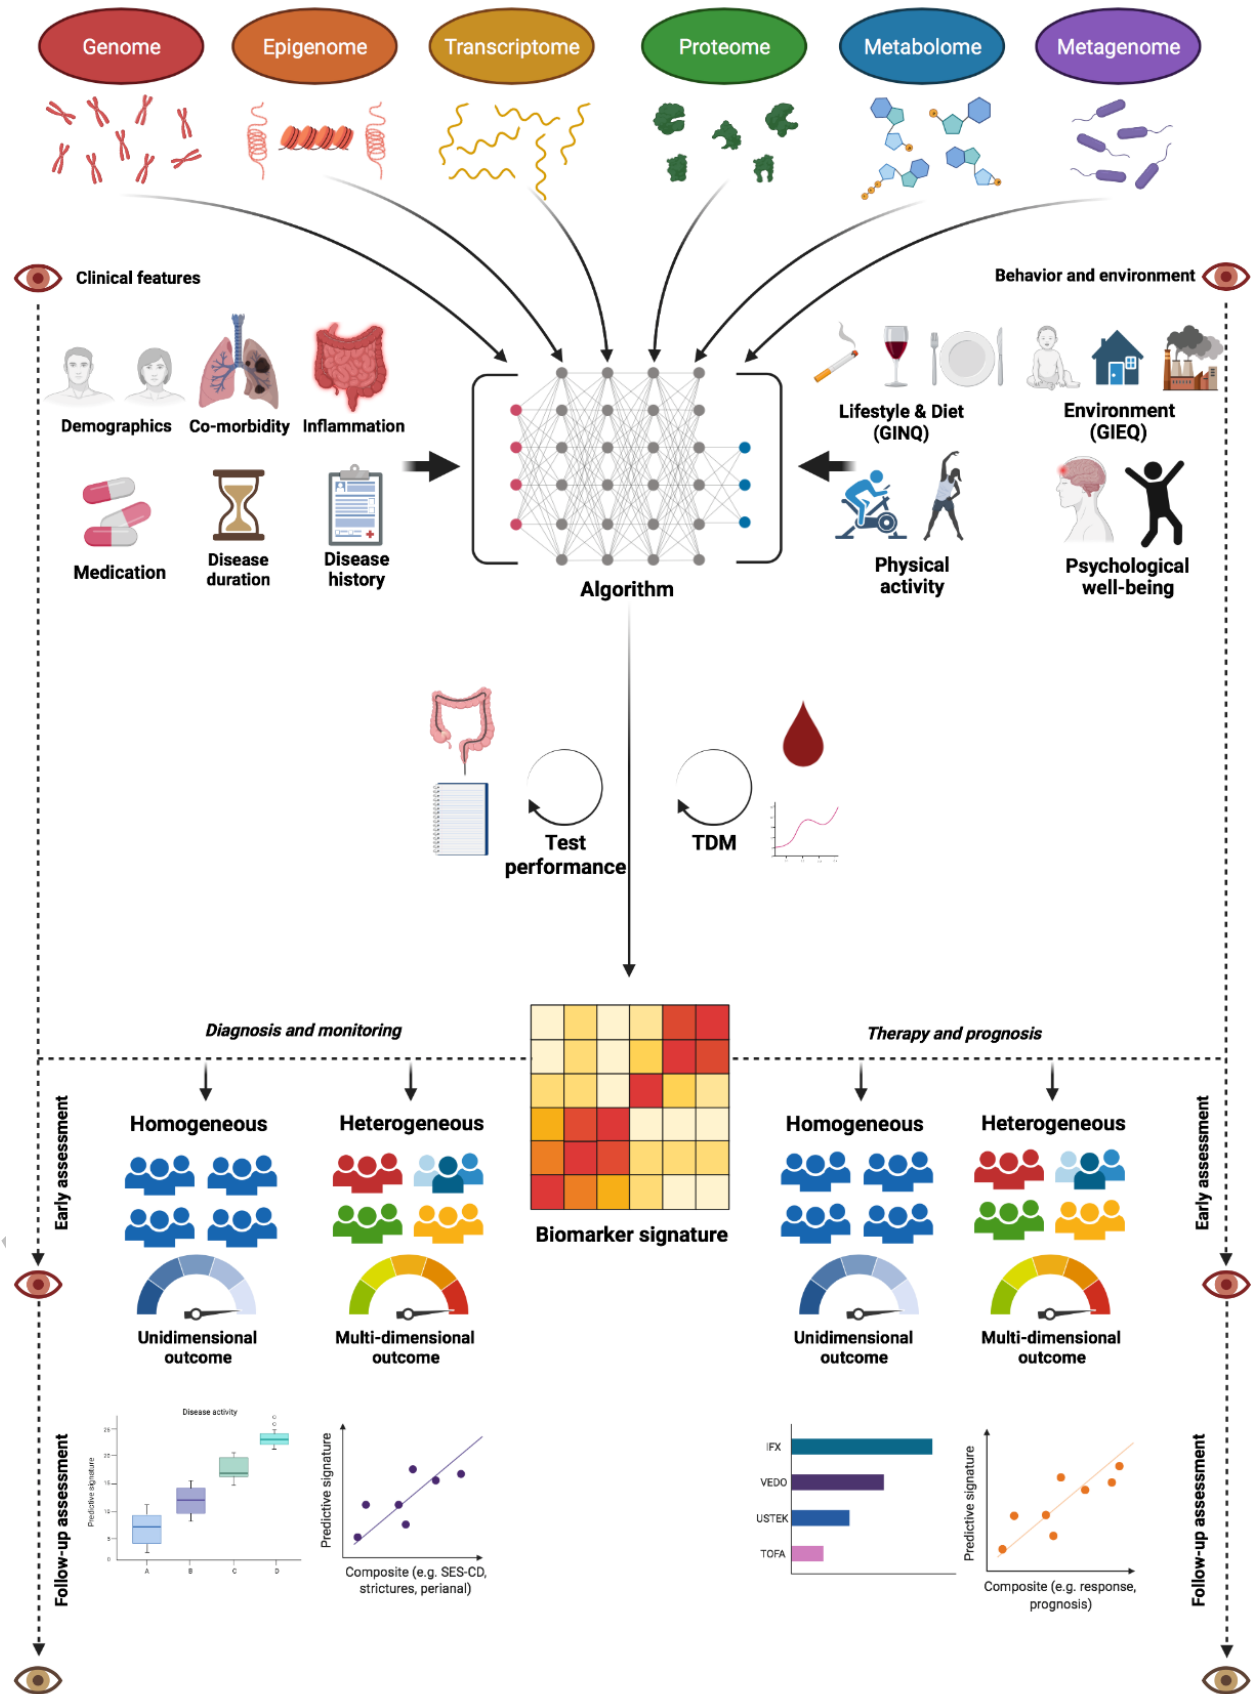 Genome
Epigenome
Transcriptome
Proteome
Metabolome
Metagenome
Clinical features
Behavior and environment
Demographics
Co-morbidity
Inflammation
Lifestyle & Diet
(GINQ)
Environment
(GIEQ)
Medication
Disease
duration
Disease
history
Algorithm
Physical
activity
Psychological
well-being
Test
performance
TDM
Diagnosis and monitoring
Therapy and prognosis
Early assessment
Homogeneous
Heterogeneous
Biomarker signature
Homogeneous
Heterogeneous
Early assessment
Unidimensional
outcome
Multi-dimensional
outcome
Unidimensional
outcome
Multi-dimensional
outcome
Follow-up assessment
Disease activity
Predictive signature
A
B
C
D
Predictive signature
Composite (e.g. SES-CD,
strictures, perianal)
IFX
VEDO
USTEK
TOFA
Predictive signature
Composite (e.g. response,
prognosis)
Follow-up assessment